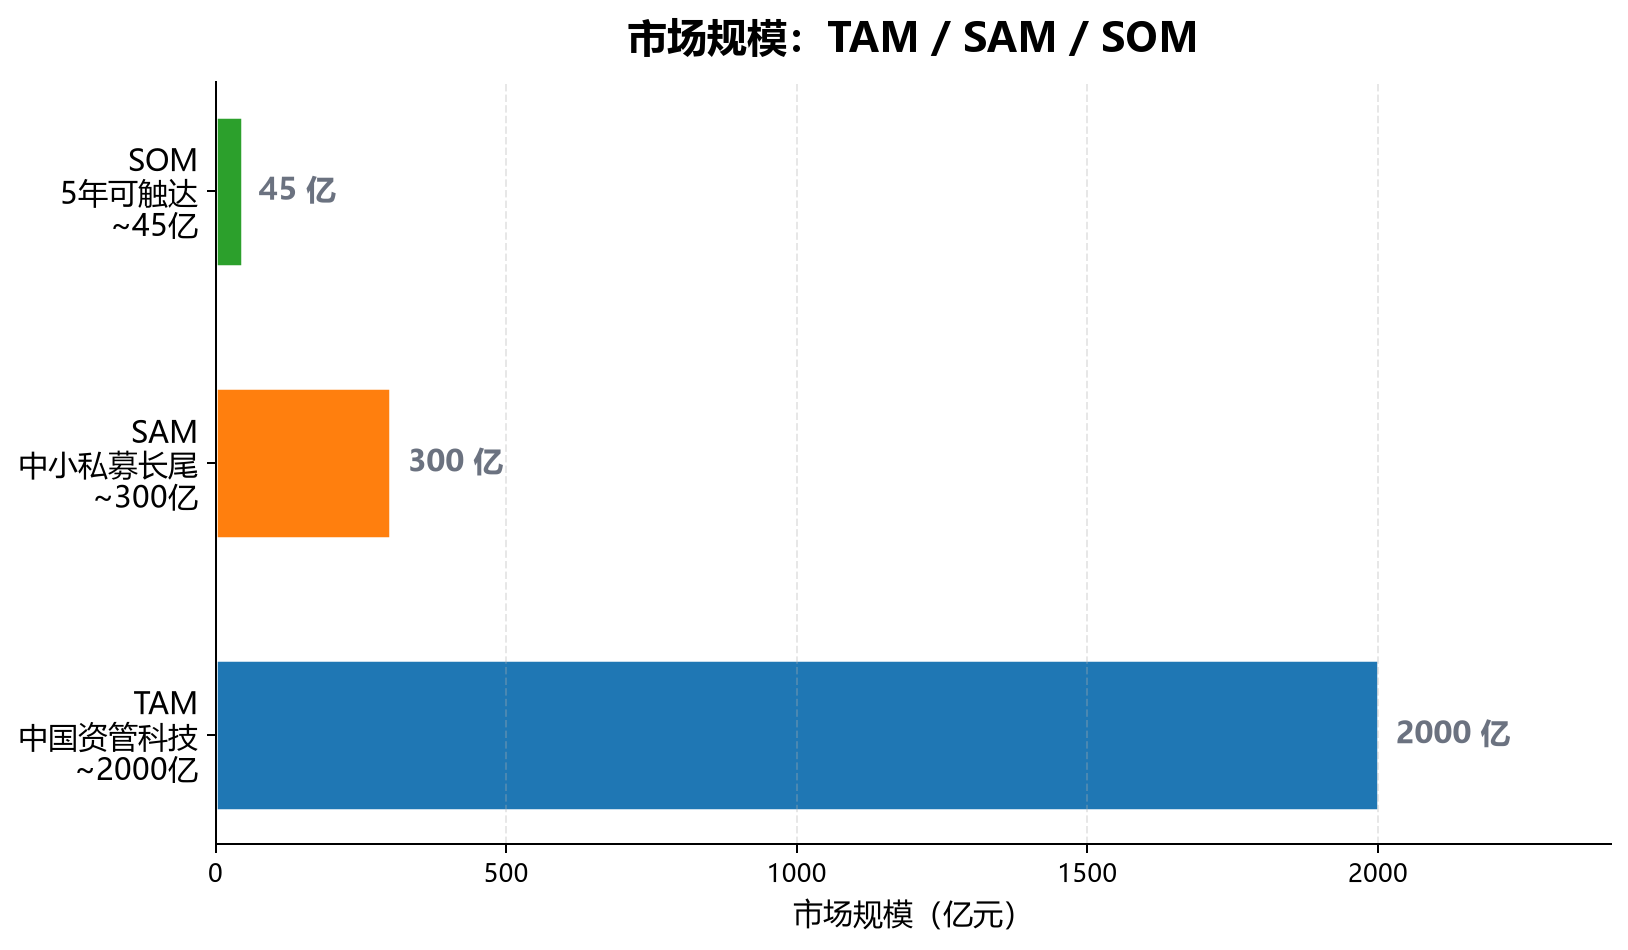 市场规模：TAM / SAM / SOM
SOM
5年可触达
~45亿
45 亿
SAM
中小私募长尾
~300亿
300 亿
TAM
中国资管科技
~2000亿
2000 亿
0 500 1000 1500 2000
市场规模（亿元）